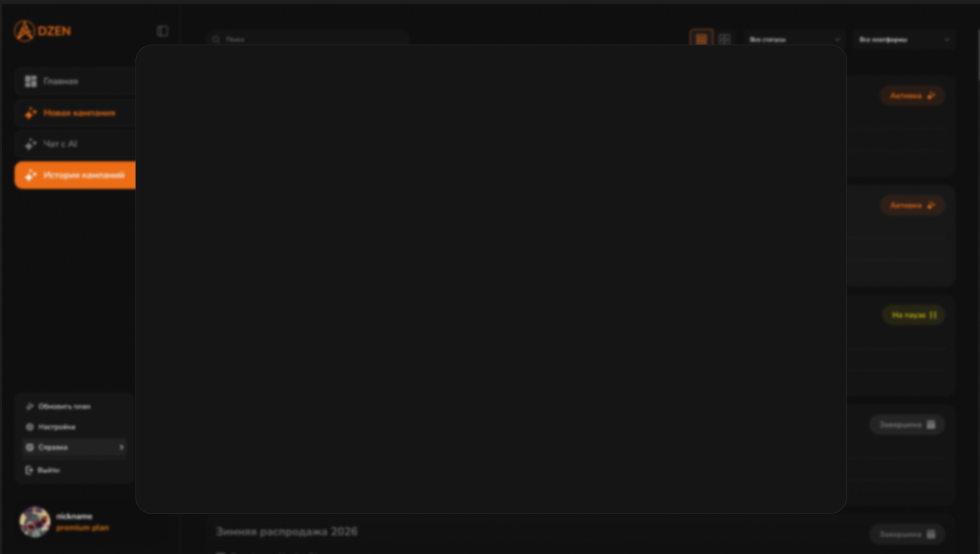 DZEN
Поиск
Все статусы
Все платформы
Главная
Новая кампания
Чат с AI
История кампаний
Активна
Активна
На паузе
Завершена
Завершена
Обновить план
Настройки
Справка
Выйти
nickname
premium plan
Зимняя распродажа 2026